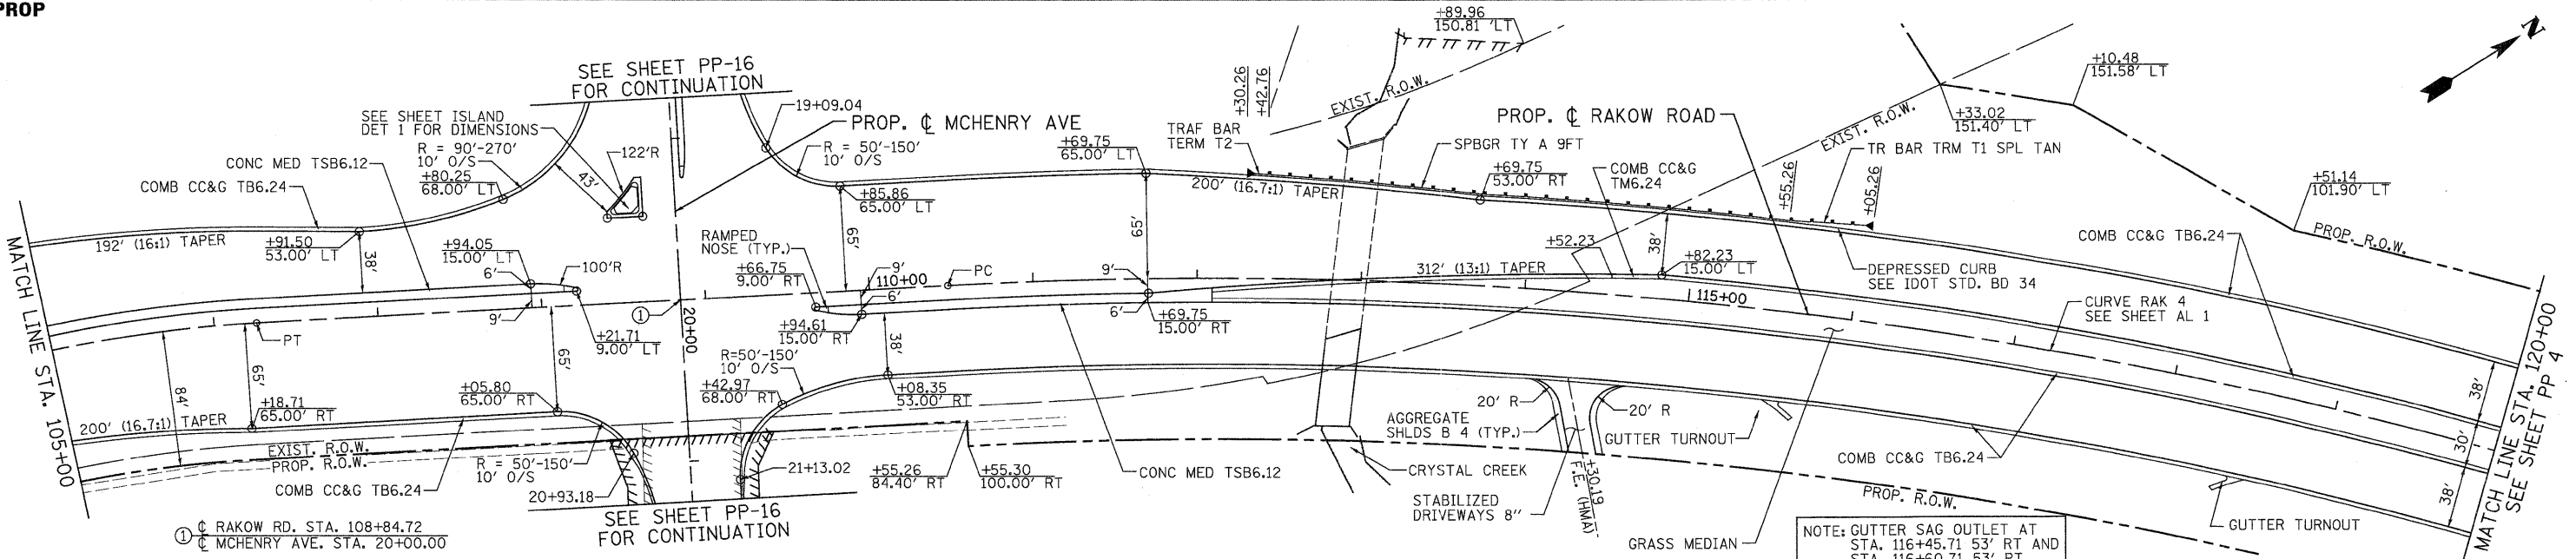 PROP
SEE SHEET PP-16
FOR CONTINUATION
SEE SHEET ISLAND
DET 1 FOR DIMENSIONS
R = 90'-270'
10' O/S
CONC MED TSB6.12
COMB CC&G TB6.24
+80.25
68.00' LT
43'
122'R
19+09.04
PROP. ℄ MCHENRY AVE
R = 50'-150'
10' O/S
+69.75
65.00' LT
+85.86
65.00' LT
TRAF BAR
TERM T2
+30.26
+42.76
+89.96
150.81 'LT
EXIST. R.O.W.
PROP. ℄ RAKOW ROAD
SPBGR TY A 9FT
+69.75
53.00' RT
COMB CC&G
TM6.24
200' (16.7:1) TAPER
EXIST. R.O.W.
+10.48
151.58' LT
+33.02
151.40' LT
TR BAR TRM T1 SPL TAN
+55.26
+05.26
+51.14
101.90' LT
PROP. R.O.W.
N
MATCH LINE STA. 105+00
192' (16:1) TAPER
+91.50
53.00' LT
38'
+94.05
15.00' LT
6'
100'R
RAMPED
NOSE (TYP.)
+66.75
9.00' RT
65'
9'
110+00
PC
65'
9'
+52.23
38'
+82.23
15.00' LT
312' (13:1) TAPER
DEPRESSED CURB
SEE IDOT STD. BD 34
COMB CC&G TB6.24
115+00
CURVE RAK 4
SEE SHEET AL 1
PT
9'
+21.71
9.00' LT
1
20+00
6'
+94.61
15.00' RT
38'
6'
+69.75
15.00' RT
84'
65'
65'
+18.71
65.00' RT
+05.80
65.00' RT
R=50'-150'
10' O/S
+42.97
68.00' RT
+08.35
53.00' RT
200' (16.7:1) TAPER
EXIST. R.O.W.
PROP. R.O.W.
COMB CC&G TB6.24
R = 50'-150'
10' O/S
20+93.18
21+13.02
+55.26
84.40' RT
+55.30
100.00' RT
CONC MED TSB6.12
CRYSTAL CREEK
20' R
20' R
AGGREGATE
SHLDS B 4 (TYP.)
GUTTER TURNOUT
STABILIZED
DRIVEWAYS 8"
+30.19
F.E. (HMA)
COMB CC&G TB6.24
PROP. R.O.W.
GUTTER TURNOUT
GRASS MEDIAN
38'
30'
38'
MATCH LINE STA. 120+00
SEE SHEET PP 4
1 ℄ RAKOW RD. STA. 108+84.72
℄ MCHENRY AVE. STA. 20+00.00
SEE SHEET PP-16
FOR CONTINUATION
NOTE: GUTTER SAG OUTLET AT
STA. 116+45.71 53' RT AND
STA. 116+60.71 53' RT